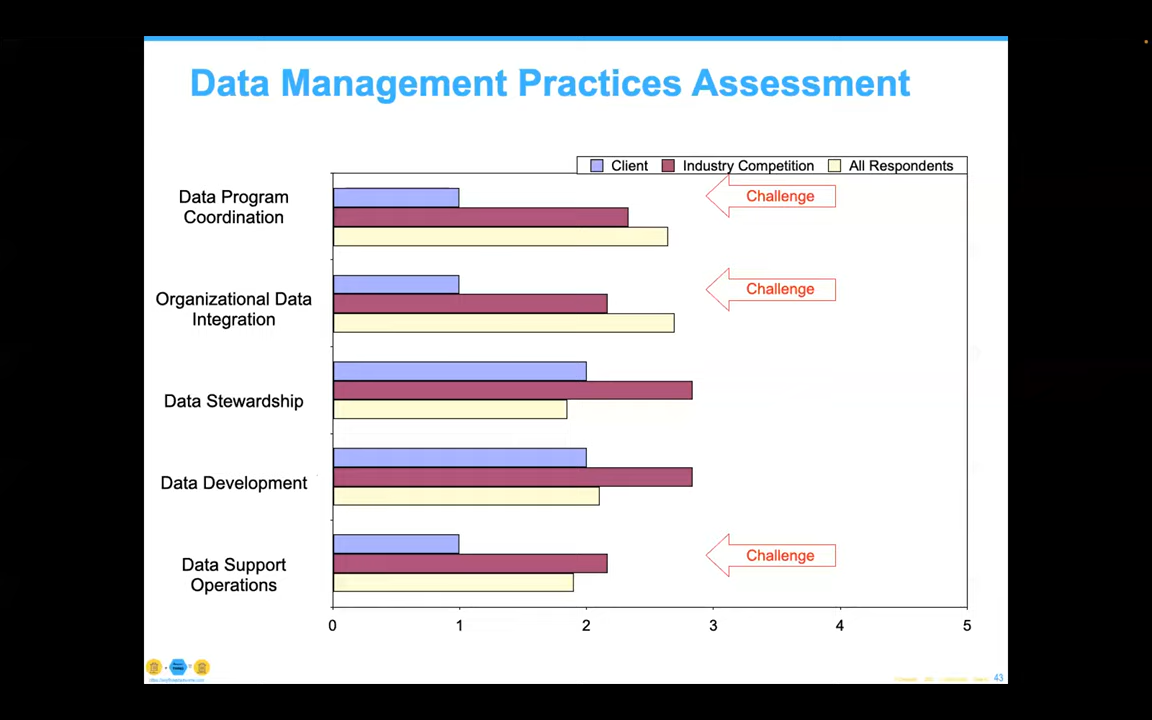 Data Management Practices Assessment
Client Industry Competition All Respondents
Data Program
Coordination
Challenge
Organizational Data
Integration
Challenge
Data Stewardship
Data Development
Data Support
Operations
Challenge
0 1 2 3 4 5
43